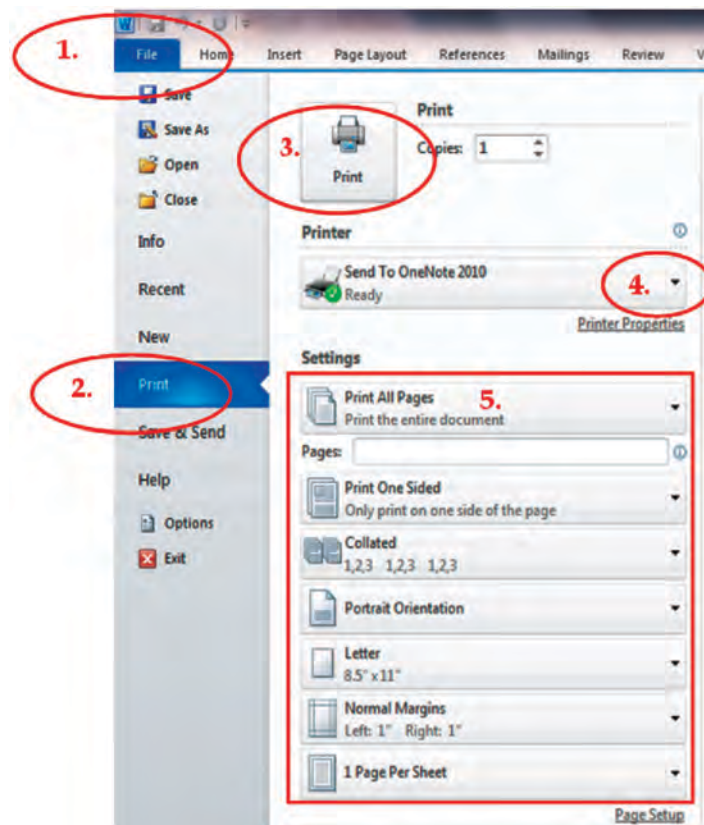 1.
File Home Insert Page Layout References Mailings Review V
Save
Save As
Open
Close
Info
Recent
New
2. Print
Save & Send
Help
Options
Exit
3. Print
Print
Copies: 1
Printer
Send To OneNote 2010
Ready
4.
Printer Properties
Settings
Print All Pages 5.
Print the entire document
Pages:
Print One Sided
Only print on one side of the page
Collated
1,2,3 1,2,3 1,2,3
Portrait Orientation
Letter
8.5" x 11"
Normal Margins
Left: 1" Right: 1"
1 Page Per Sheet
Page Setup